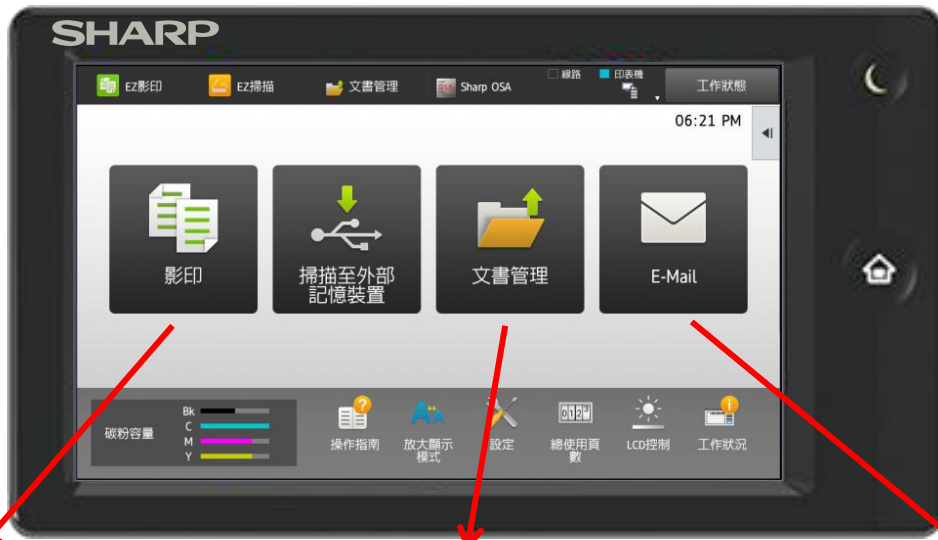 SHARP
EZ影印
EZ掃描
文書管理
Sharp OSA
線路
印表機
工作狀態
06:21 PM
影印
掃描至外部
記憶裝置
文書管理
E-Mail
碳粉容量
Bk
C
M
Y
操作指南
放大顯示
模式
設定
總使用頁
數
LCD控制
工作狀況